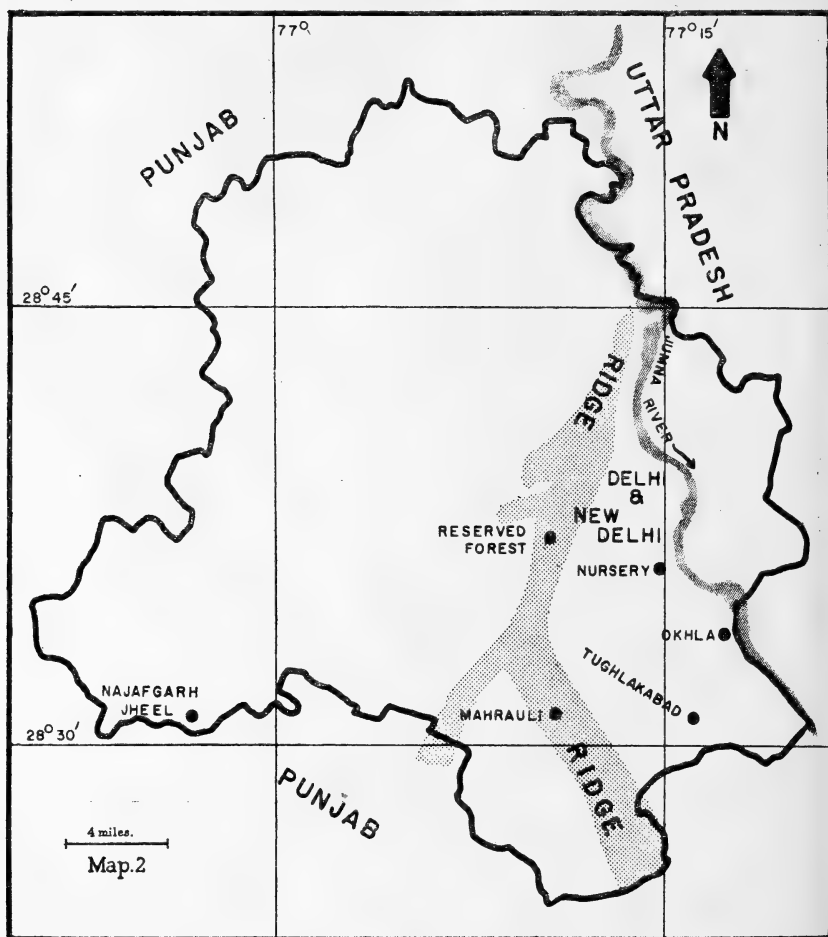 77°
77° 15'
PUNJAB
UTTAR PRADESH
N
28° 45'
RIDGE
JUMNA
RIVER
DELHI
&
NEW
DELHI
RESERVED
FOREST
NURSERY
OKHLA
TUGHLAKABAD
NAJAFGARH
JHEEL
MAHRAULI
28° 30'
RIDGE
PUNJAB
4 miles.
Map.2